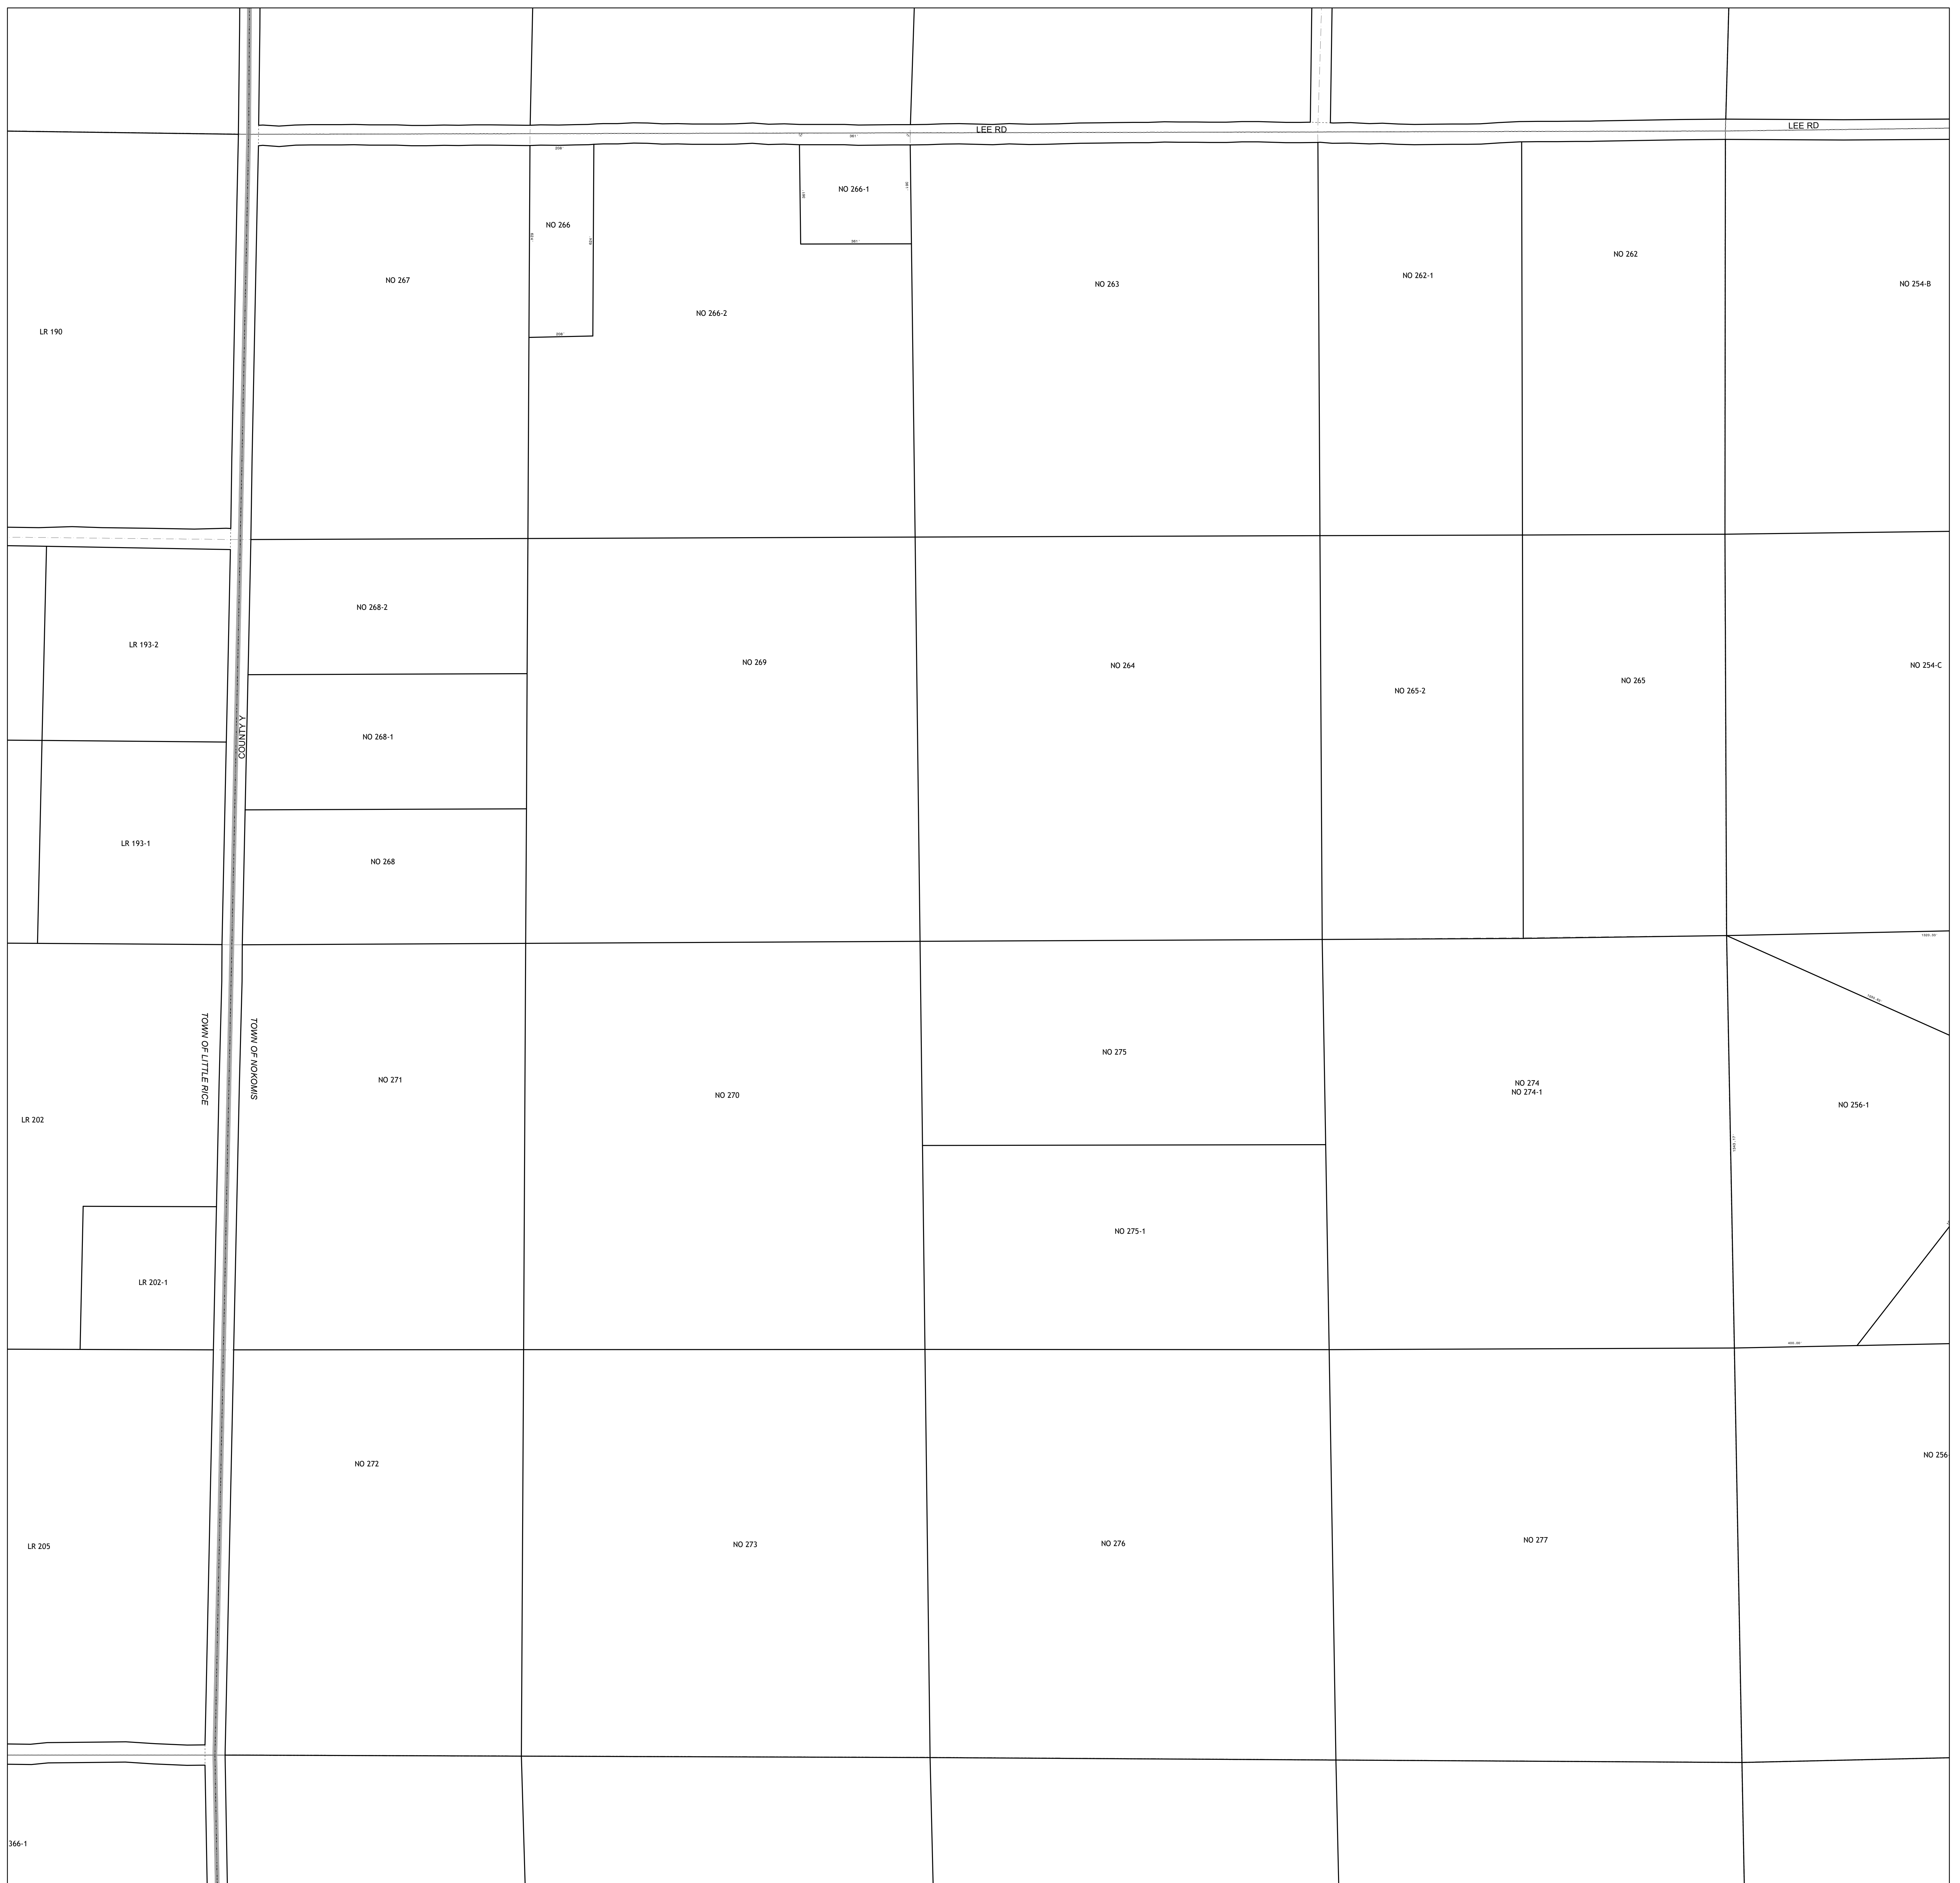 LEE RD
LEE RD
NO 266-1
NO 266
NO 267
NO 266-2
NO 263
NO 262-1
NO 262
NO 254-B
LR 190
NO 268-2
LR 193-2
NO 269
NO 264
NO 265-2
NO 265
NO 254-C
COUNTY Y
NO 268-1
LR 193-1
NO 268
TOWN OF LITTLE RICE
TOWN OF NOKOMIS
NO 271
NO 270
NO 275
NO 274
NO 274-1
NO 256-1
LR 202
NO 275-1
LR 202-1
NO 272
NO 256
LR 205
NO 273
NO 276
NO 277
366-1